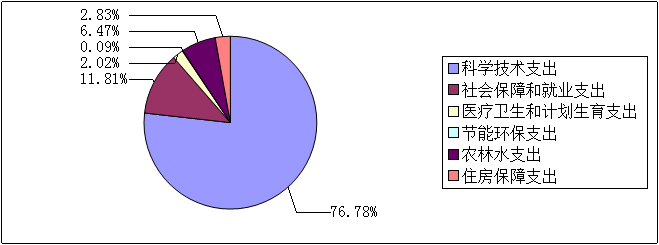 2.83%
6.47%
0.09%
2.02%
11.81%
76.78%
科学技术支出
社会保障和就业支出
医疗卫生和计划生育支出
节能环保支出
农林水支出
住房保障支出